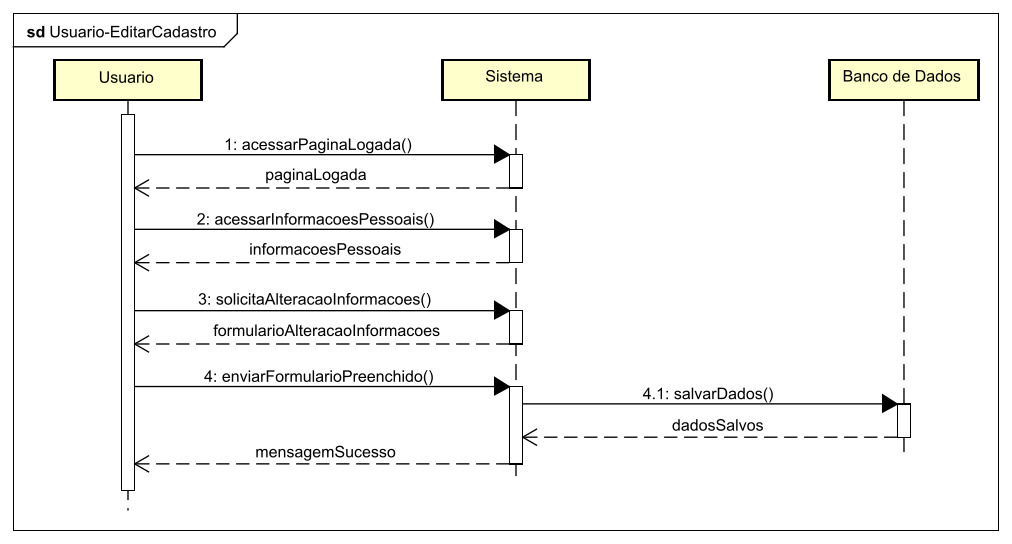 sd Usuario-EditarCadastro
Usuario
Sistema
Banco de Dados
1: acessarPaginaLogada()
paginaLogada
2: acessarInformacoesPessoais()
informacoesPessoais
3: solicitaAlteracaoInformacoes()
formularioAlteracaoInformacoes
4: enviarFormularioPreenchido()
4.1: salvarDados()
dadosSalvos
mensagemSucesso